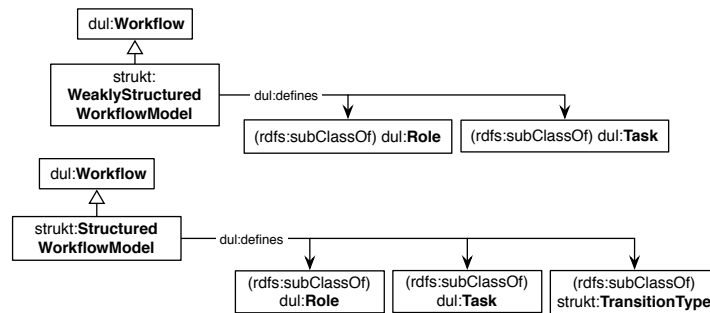 dul:Workflow
strukt:
WeaklyStructured
WorkflowModel
dul:defines
(rdfs:subClassOf) dul:Role
(rdfs:subClassOf) dul:Task
dul:Workflow
strukt:Structured
WorkflowModel
dul:defines
(rdfs:subClassOf)
dul:Role
(rdfs:subClassOf)
dul:Task
(rdfs:subClassOf)
strukt:TransitionType